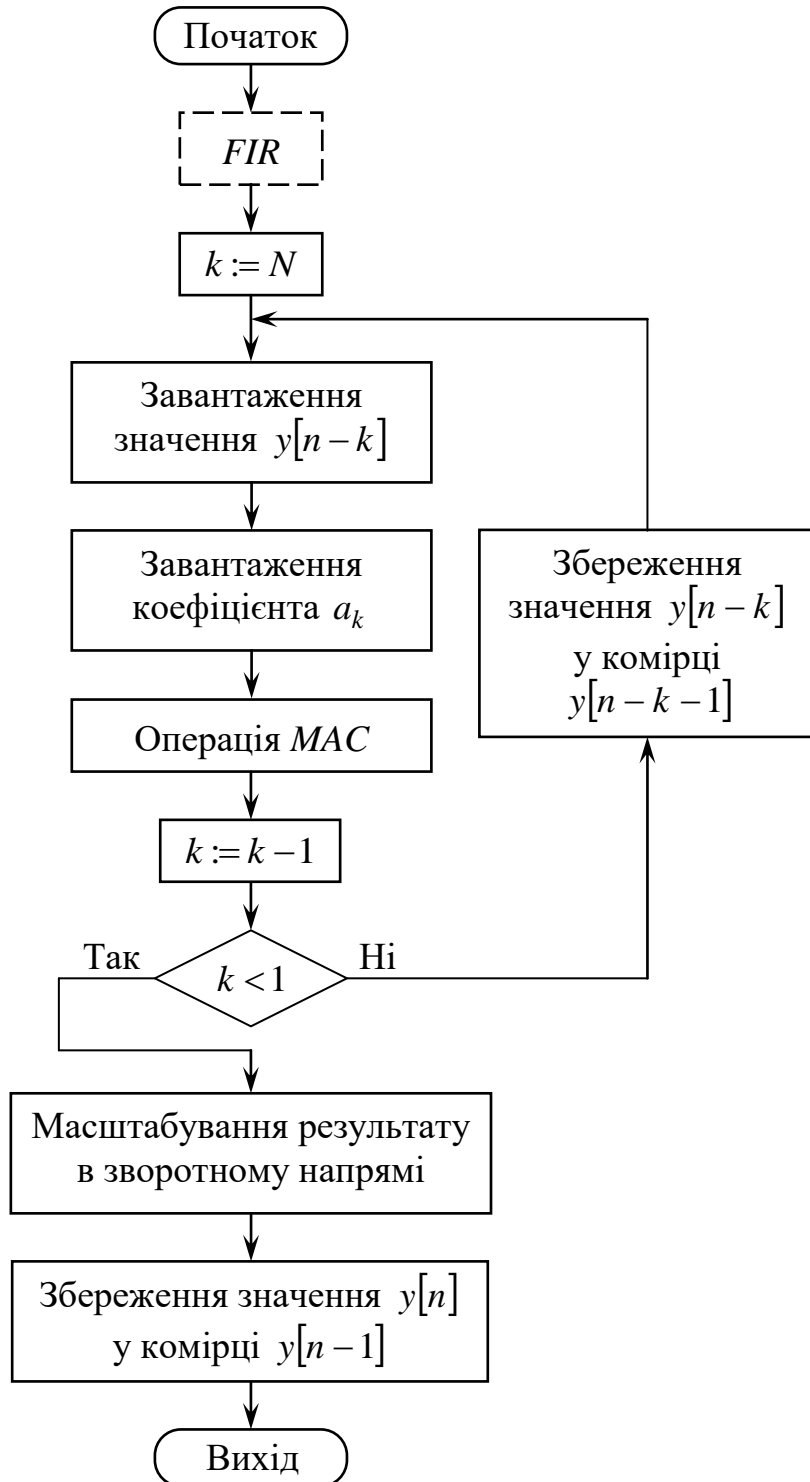 Початок
FIR
k := N
Завантаження
значення y[n − k]
Завантаження
коефіцієнта aₖ
Операція MAC
k := k − 1
Так
k < 1
Ні
Збереження
значення y[n − k]
у комірці
y[n − k − 1]
Масштабування результату
в зворотному напрямі
Збереження значення y[n]
у комірці y[n − 1]
Вихід